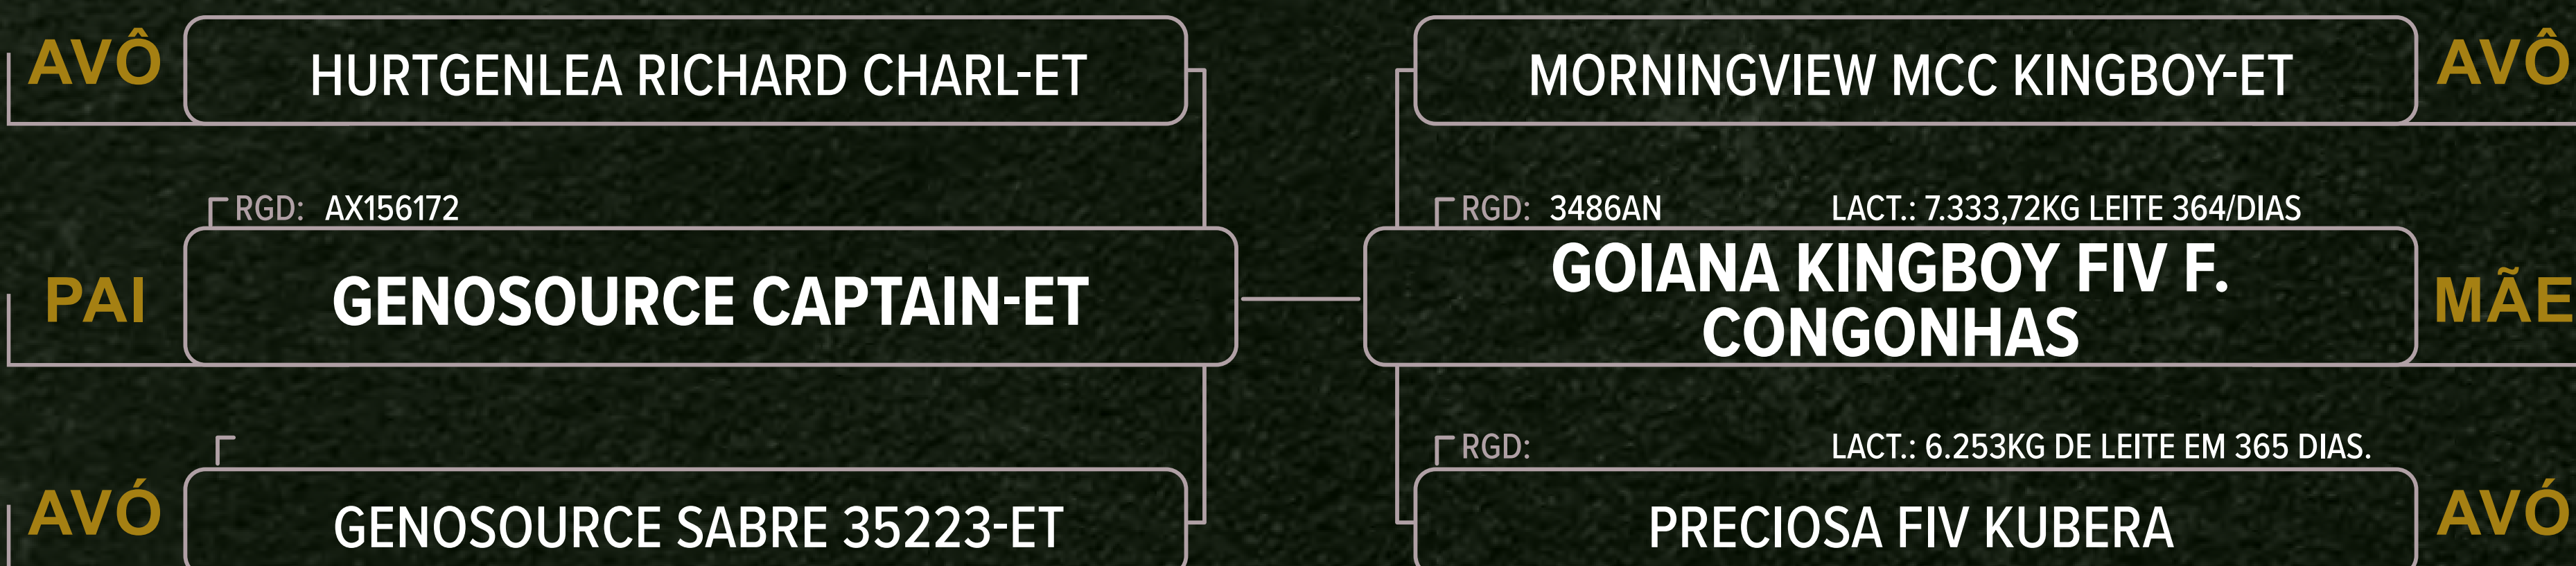 AVÔ
HURTGENLEA RICHARD CHARL-ET
MORNINGVIEW MCC KINGBOY-ET
AVÔ
RGD: AX156172
RGD: 3486AN LACT.: 7.333,72KG LEITE 364/DIAS
PAI
GENOSOURCE CAPTAIN-ET
GOIANA KINGBOY FIV F.
CONGONHAS
MÃE
RGD: LACT.: 6.253KG DE LEITE EM 365 DIAS.
AVÓ
GENOSOURCE SABRE 35223-ET
PRECIOSA FIV KUBERA
AVÓ